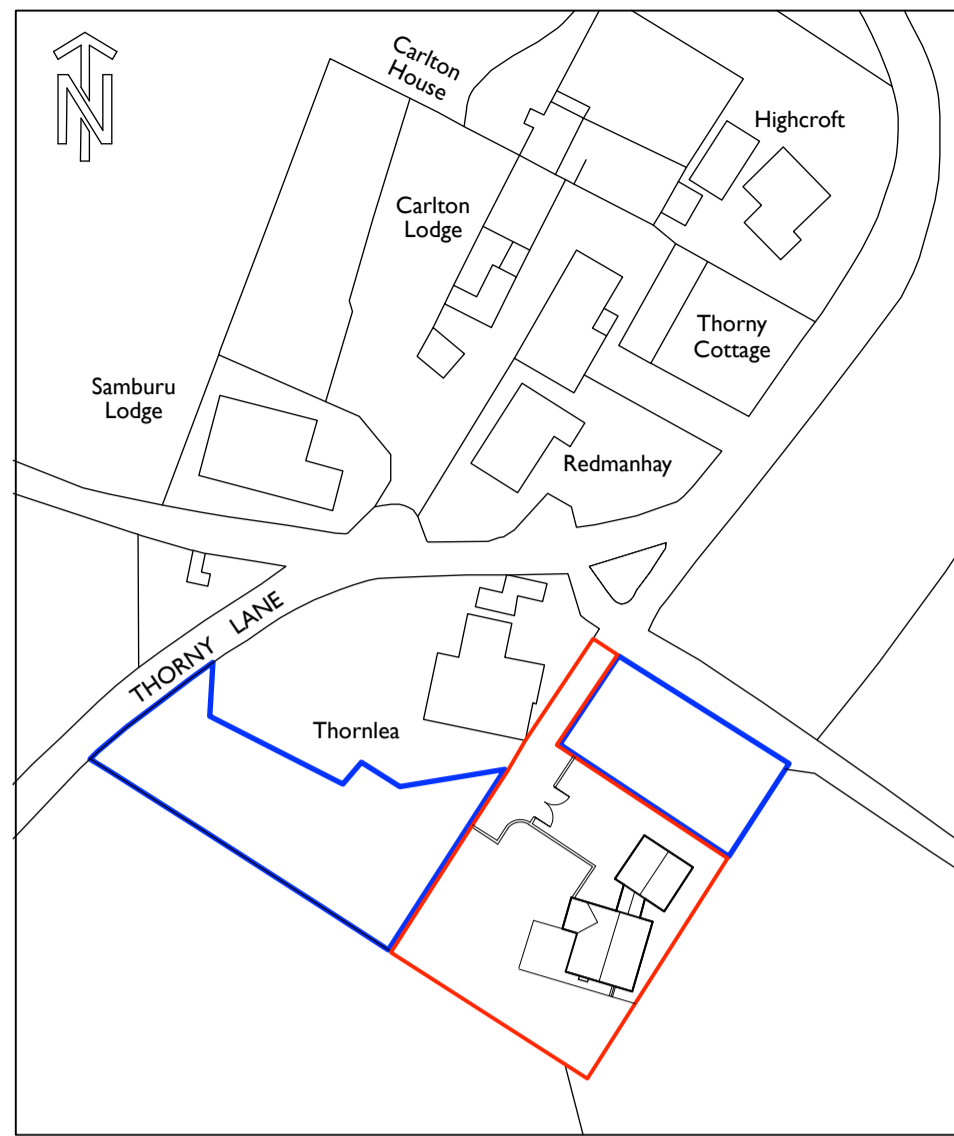 N
Carlton
House
Highcroft
Carlton
Lodge
Thorny
Cottage
Samburu
Lodge
Redmanhay
THORNY LANE
Thornlea